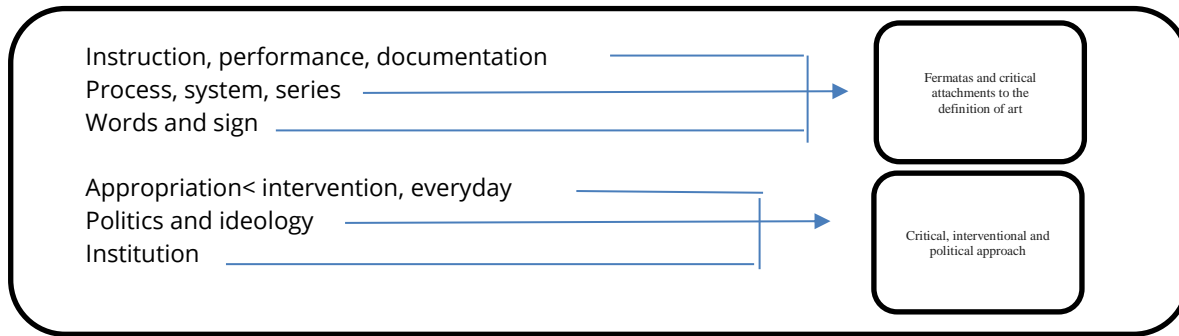 Instruction, performance, documentation
Process, system, series
Words and sign
Fermatas and critical
attachments to the
definition of art
Appropriation< intervention, everyday
Politics and ideology
Institution
Critical, interventional and
political approach